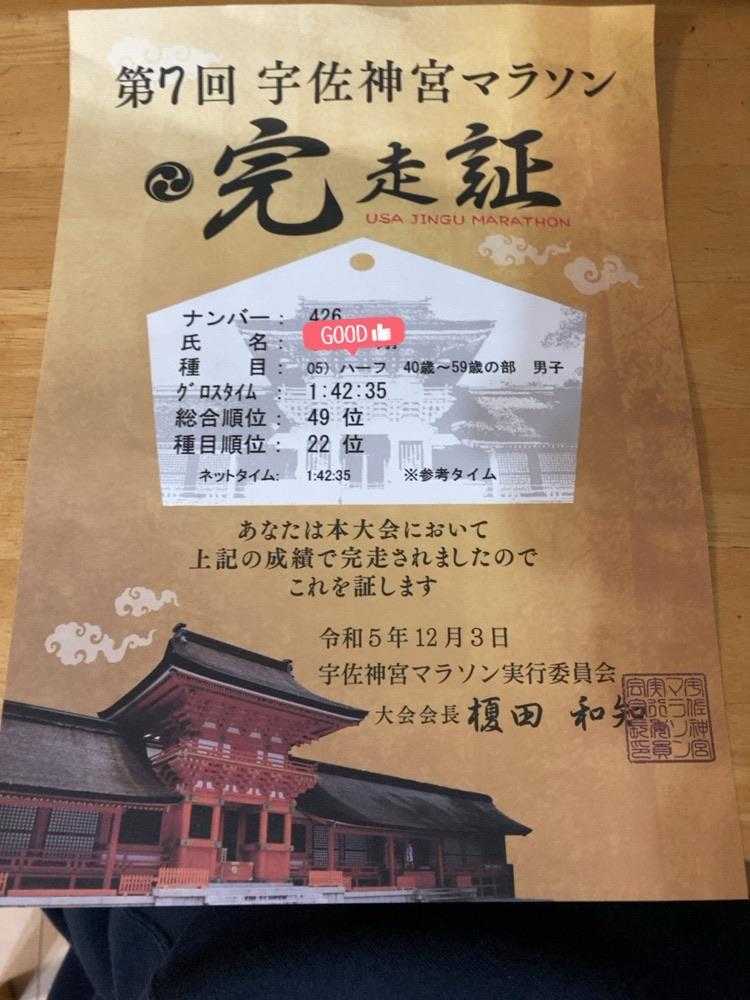 第7回 宇佐神宮マラソン
完走証
USA JINGU MARATHON
ナンバー： 426
氏　名：
GOOD
種　目： 05）ハーフ　40歳～59歳の部　男子
ｸﾞﾛｽﾀｲﾑ： 1:42:35
総合順位： 49 位
種目順位： 22 位
ネットタイム： 1:42:35　※参考タイム
あなたは本大会において
上記の成績で完走されましたので
これを証します
令和５年12月３日
宇佐神宮マラソン実行委員会
大会会長 榎田 和知